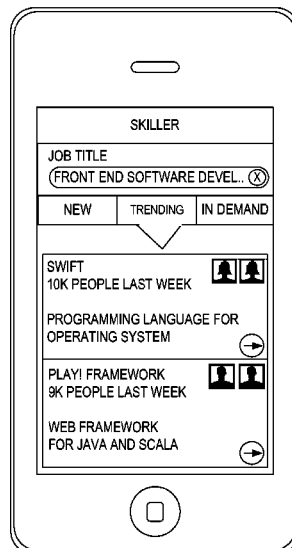 SKILLER
JOB TITLE
FRONT END SOFTWARE DEVEL.. X
NEW TRENDING IN DEMAND
SWIFT
10K PEOPLE LAST WEEK
PROGRAMMING LANGUAGE FOR
OPERATING SYSTEM
PLAY! FRAMEWORK
9K PEOPLE LAST WEEK
WEB FRAMEWORK
FOR JAVA AND SCALA